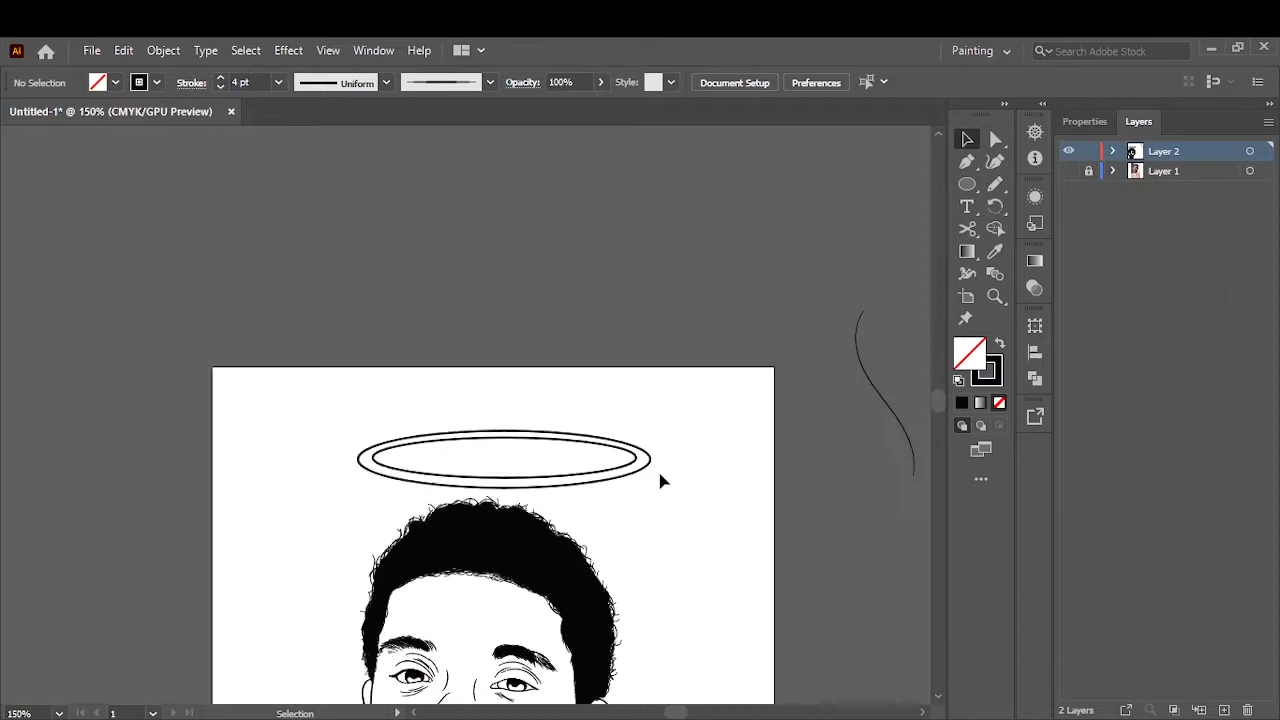 Ai File Edit Object Type Select Effect View Window Help Painting Search Adobe Stock
No Selection Stroke: 4 pt Uniform Opacity: 100% Style: Document Setup Preferences
Untitled-1* @ 150% (CMYK/GPU Preview)
Properties Layers
Layer 2
Layer 1
T
150% 1 Selection 2 Layers